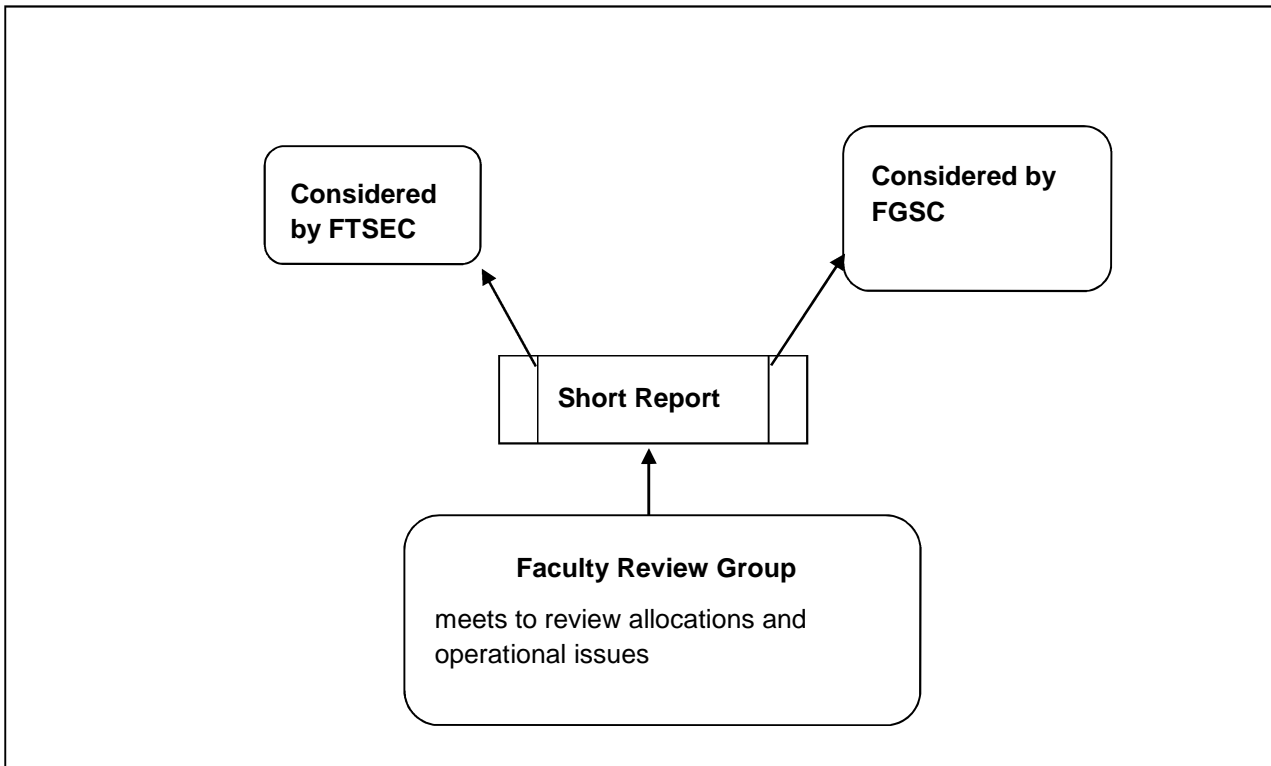 Considered
by FTSEC
Considered by
FGSC
Short Report
Faculty Review Group
meets to review allocations and
operational issues